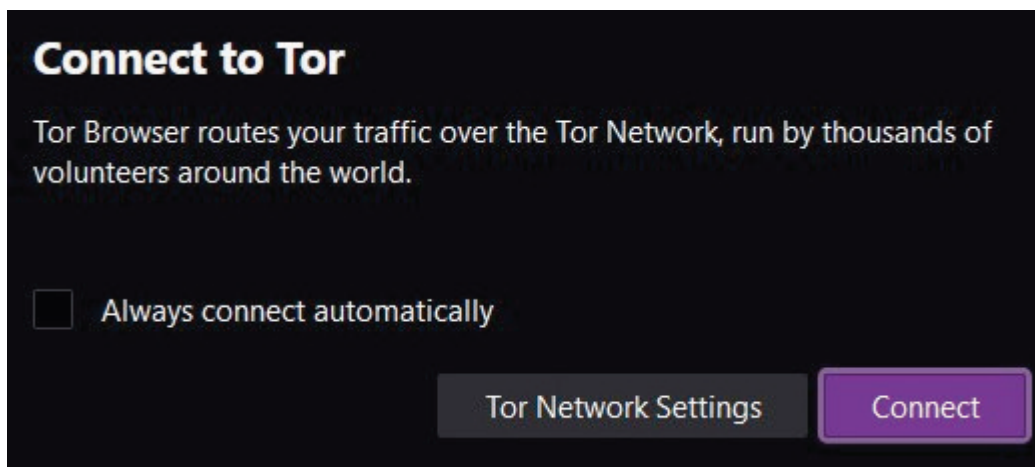 Connect to Tor
Tor Browser routes your traffic over the Tor Network, run by thousands of
volunteers around the world.
Always connect automatically
Tor Network Settings
Connect